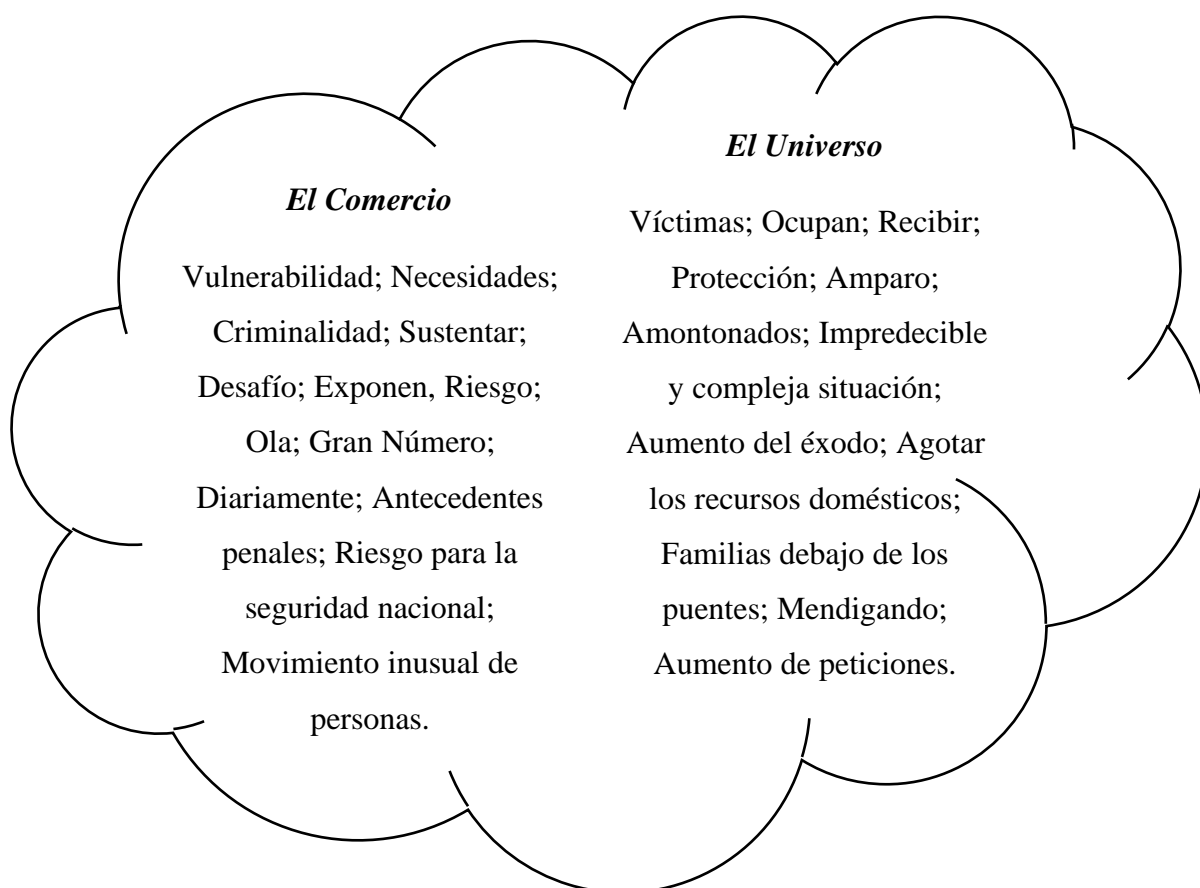 El Comercio
Vulnerabilidad; Necesidades;
Criminalidad; Sustentar;
Desafío; Exponen, Riesgo;
Ola; Gran Número;
Diariamente; Antecedentes
penales; Riesgo para la
seguridad nacional;
Movimiento inusual de
personas.
El Universo
Víctimas; Ocupan; Recibir;
Protección; Amparo;
Amontonados; Impredecible
y compleja situación;
Aumento del éxodo; Agotar
los recursos domésticos;
Familias debajo de los
puentes; Mendigando;
Aumento de peticiones.